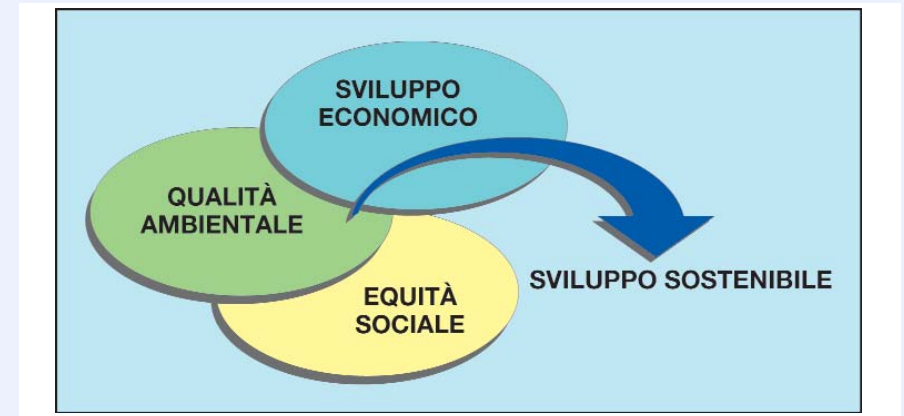 SVILUPPO
ECONOMICO
QUALITÀ
AMBIENTALE
EQUITÀ
SOCIALE
SVILUPPO SOSTENIBILE